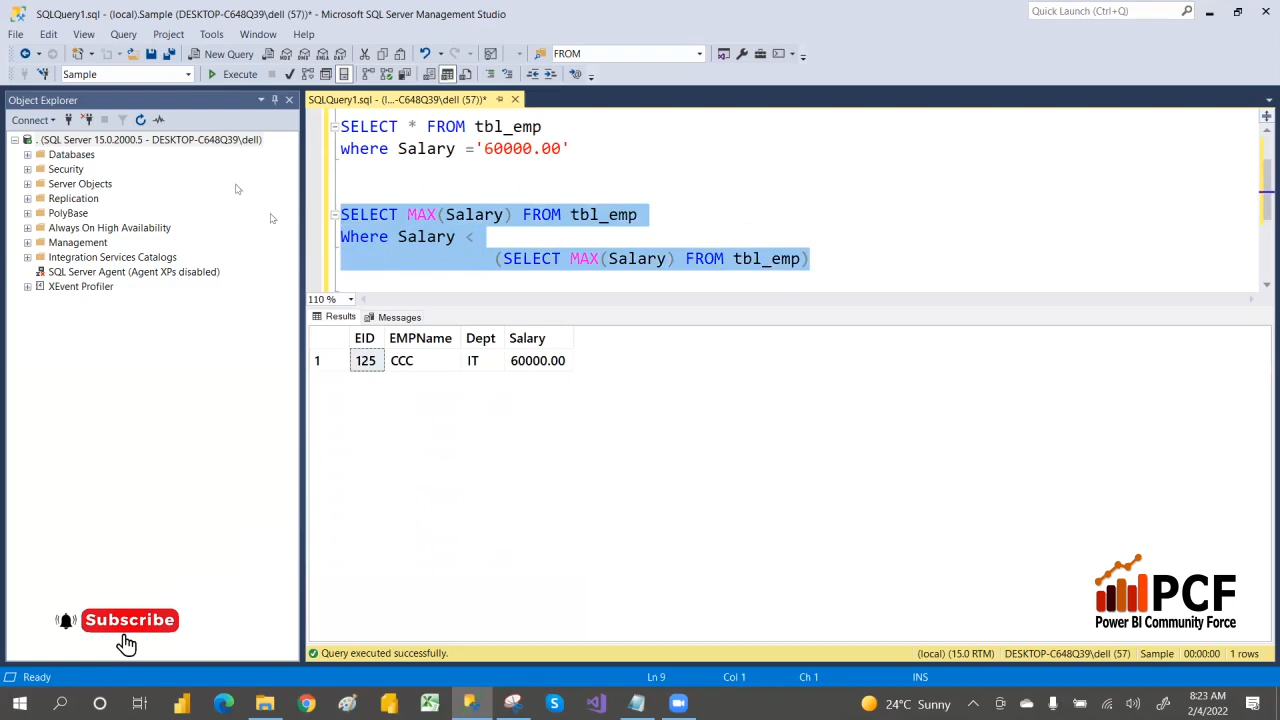 SQLQuery1.sql - (local).Sample (DESKTOP-C648Q39\dell (57))* - Microsoft SQL Server Management Studio
Quick Launch (Ctrl+Q)
File Edit View Query Project Tools Window Help
New Query
FROM
Sample
Execute
Object Explorer
SQLQuery1.sql - (l...-C648Q39\dell (57))*
Connect
. (SQL Server 15.0.2000.5 - DESKTOP-C648Q39\dell)
Databases
Security
Server Objects
Replication
PolyBase
Always On High Availability
Management
Integration Services Catalogs
SQL Server Agent (Agent XPs disabled)
XEvent Profiler
SELECT * FROM tbl_emp
where Salary ='60000.00'
SELECT MAX(Salary) FROM tbl_emp
Where Salary <
(SELECT MAX(Salary) FROM tbl_emp)
110 %
Results Messages
EID EMPName Dept Salary
1 125 CCC IT 60000.00
PCF
Power BI Community Force
Subscribe
Query executed successfully.
(local) (15.0 RTM) DESKTOP-C648Q39\dell (57) Sample 00:00:00 1 rows
Ready
Ln 9 Col 1 Ch 1 INS
24°C Sunny
8:23 AM
2/4/2022